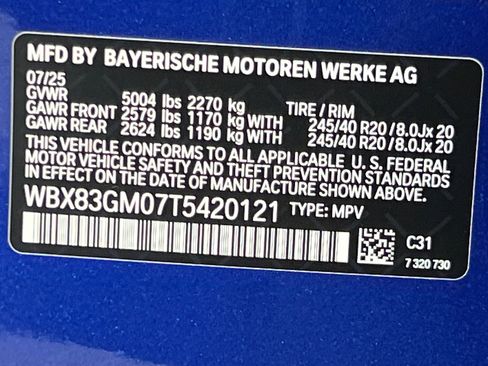 MFD BY BAYERISCHE MOTOREN WERKE AG
07/25
GVWR 5004 lbs 2270 kg TIRE / RIM
GAWR FRONT 2579 lbs 1170 kg WITH 245/40 R20 / 8.0Jx 20
GAWR REAR 2624 lbs 1190 kg WITH 245/40 R20 / 8.0Jx 20
THIS VEHICLE CONFORMS TO ALL APPLICABLE U. S. FEDERAL
MOTOR VEHICLE SAFETY AND THEFT PREVENTION STANDARDS
IN EFFECT ON THE DATE OF MANUFACTURE SHOWN ABOVE.
WBX83GM07T5420121 TYPE: MPV
C31
7 320 730